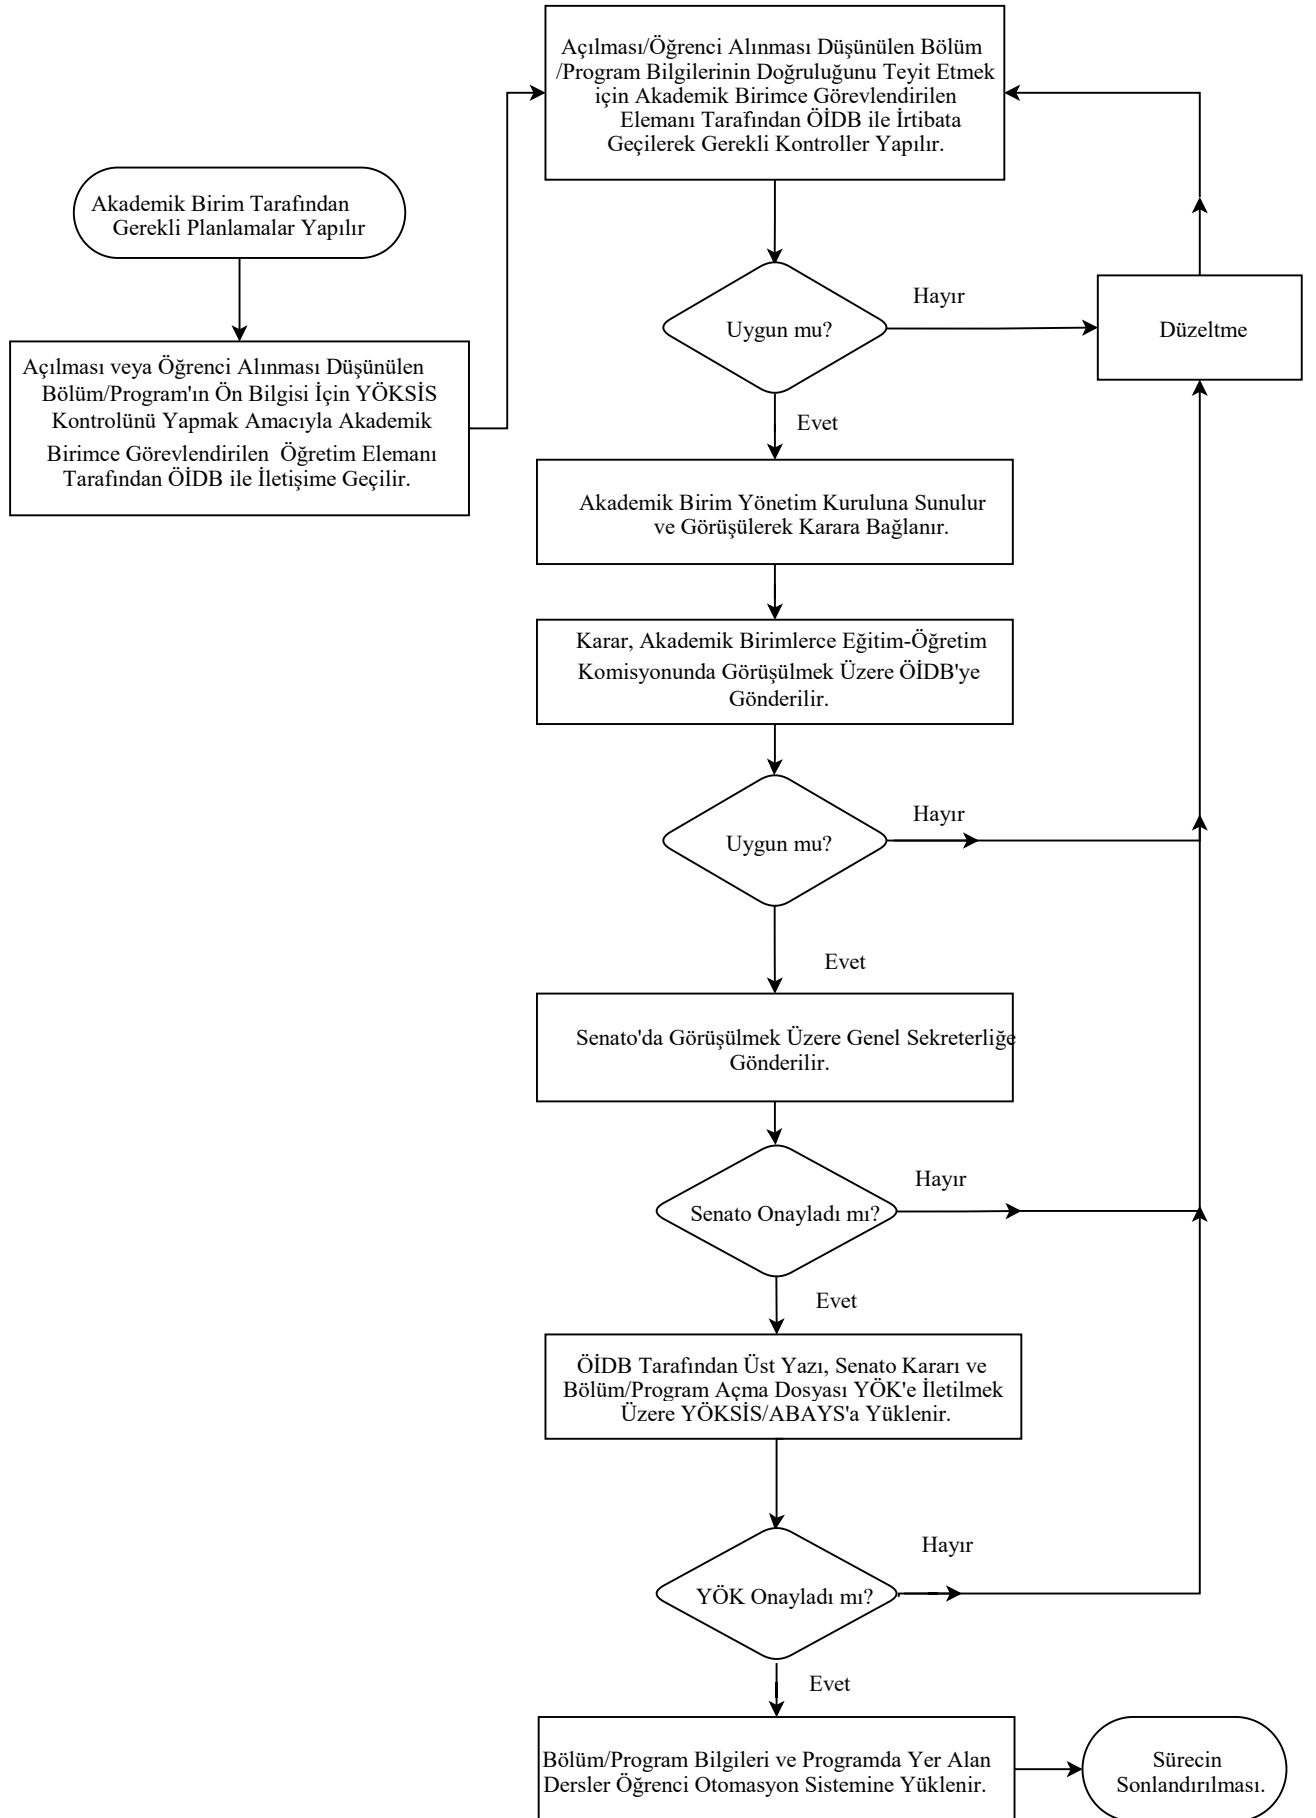 Akademik Birim Tarafından
Gerekli Planlamalar Yapılır
Açılması veya Öğrenci Alınması Düşünülen
Bölüm/Program'ın Ön Bilgisi İçin YÖKSİS
Kontrolünü Yapmak Amacıyla Akademik
Birimce Görevlendirilen Öğretim Elemanı
Tarafından ÖİDB ile İletişime Geçilir.
Açılması/Öğrenci Alınması Düşünülen Bölüm
/Program Bilgilerinin Doğruluğunu Teyit Etmek
için Akademik Birimce Görevlendirilen
Elemanı Tarafından ÖİDB ile İrtibata
Geçilerek Gerekli Kontroller Yapılır.
Uygun mu?
Hayır
Düzeltme
Evet
Akademik Birim Yönetim Kuruluna Sunulur
ve Görüşülerek Karara Bağlanır.
Karar, Akademik Birimlerce Eğitim-Öğretim
Komisyonunda Görüşülmek Üzere ÖİDB'ye
Gönderilir.
Uygun mu?
Hayır
Evet
Senato'da Görüşülmek Üzere Genel Sekreterliğe
Gönderilir.
Senato Onayladı mı?
Hayır
Evet
ÖİDB Tarafından Üst Yazı, Senato Kararı ve
Bölüm/Program Açma Dosyası YÖK'e İletilmek
Üzere YÖKSİS/ABAYS'a Yüklenir.
YÖK Onayladı mı?
Hayır
Evet
Bölüm/Program Bilgileri ve Programda Yer Alan
Dersler Öğrenci Otomasyon Sistemine Yüklenir.
Sürecin
Sonlandırılması.